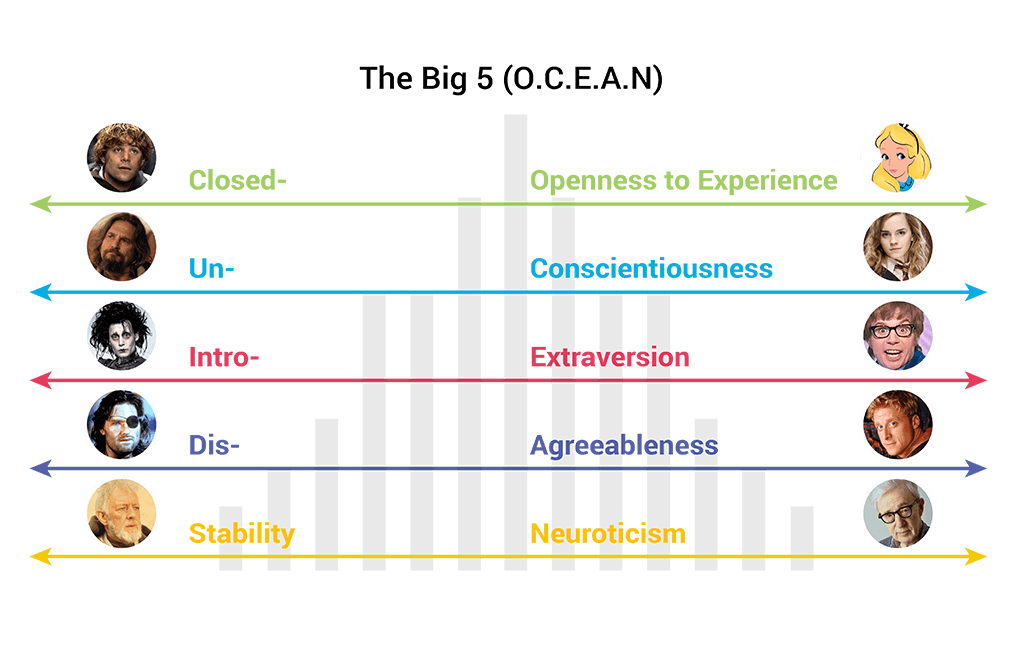 The Big 5 (O.C.E.A.N)
Closed- Openness to Experience
Un- Conscientiousness
Intro- Extraversion
Dis- Agreeableness
Stability Neuroticism